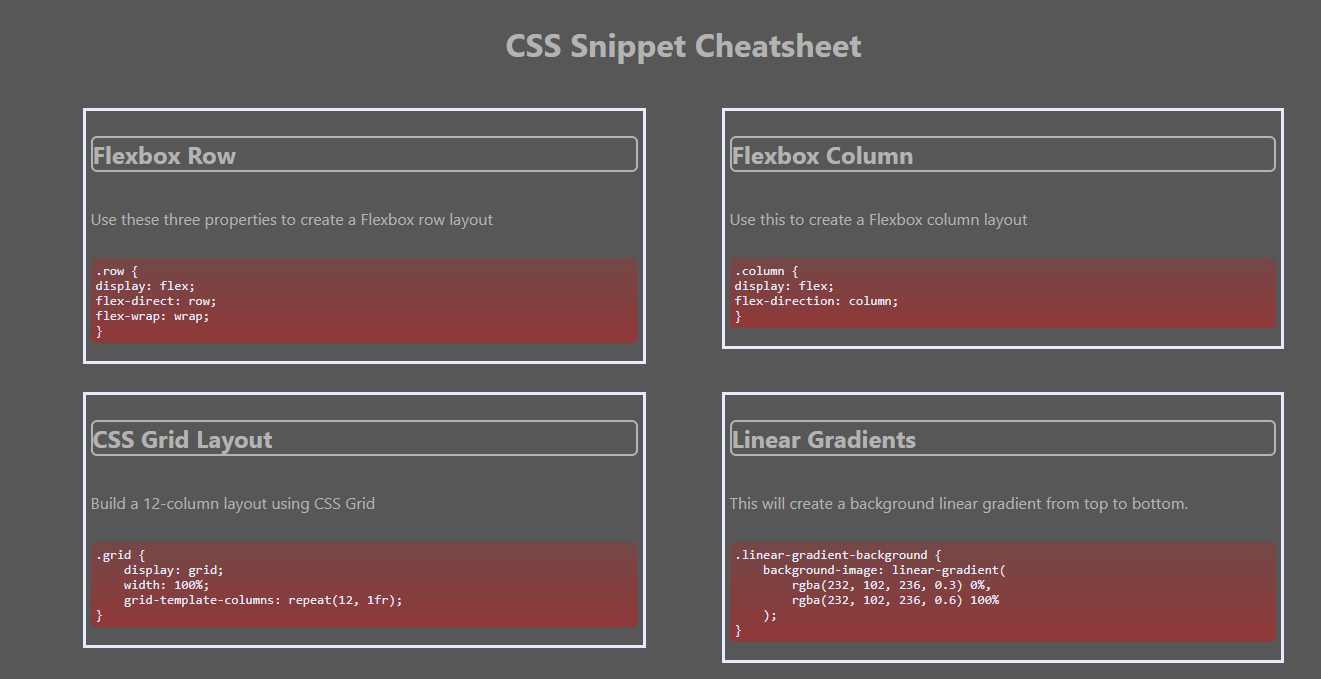 CSS Snippet Cheatsheet
Flexbox Row
Use these three properties to create a Flexbox row layout
.row {
display: flex;
flex-direct: row;
flex-wrap: wrap;
}
Flexbox Column
Use this to create a Flexbox column layout
.column {
display: flex;
flex-direction: column;
}
CSS Grid Layout
Build a 12-column layout using CSS Grid
.grid {
    display: grid;
    width: 100%;
    grid-template-columns: repeat(12, 1fr);
}
Linear Gradients
This will create a background linear gradient from top to bottom.
.linear-gradient-background {
    background-image: linear-gradient(
        rgba(232, 102, 236, 0.3) 0%,
        rgba(232, 102, 236, 0.6) 100%
    );
}